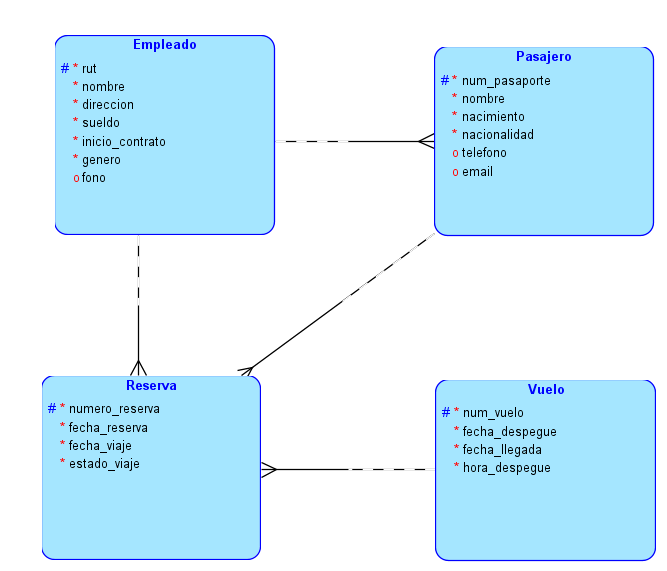 Empleado
# * rut
* nombre
* direccion
* sueldo
* inicio_contrato
* genero
o fono
Pasajero
# * num_pasaporte
* nombre
* nacimiento
* nacionalidad
o telefono
o email
Reserva
# * numero_reserva
* fecha_reserva
* fecha_viaje
* estado_viaje
Vuelo
# * num_vuelo
* fecha_despegue
* fecha_llegada
* hora_despegue